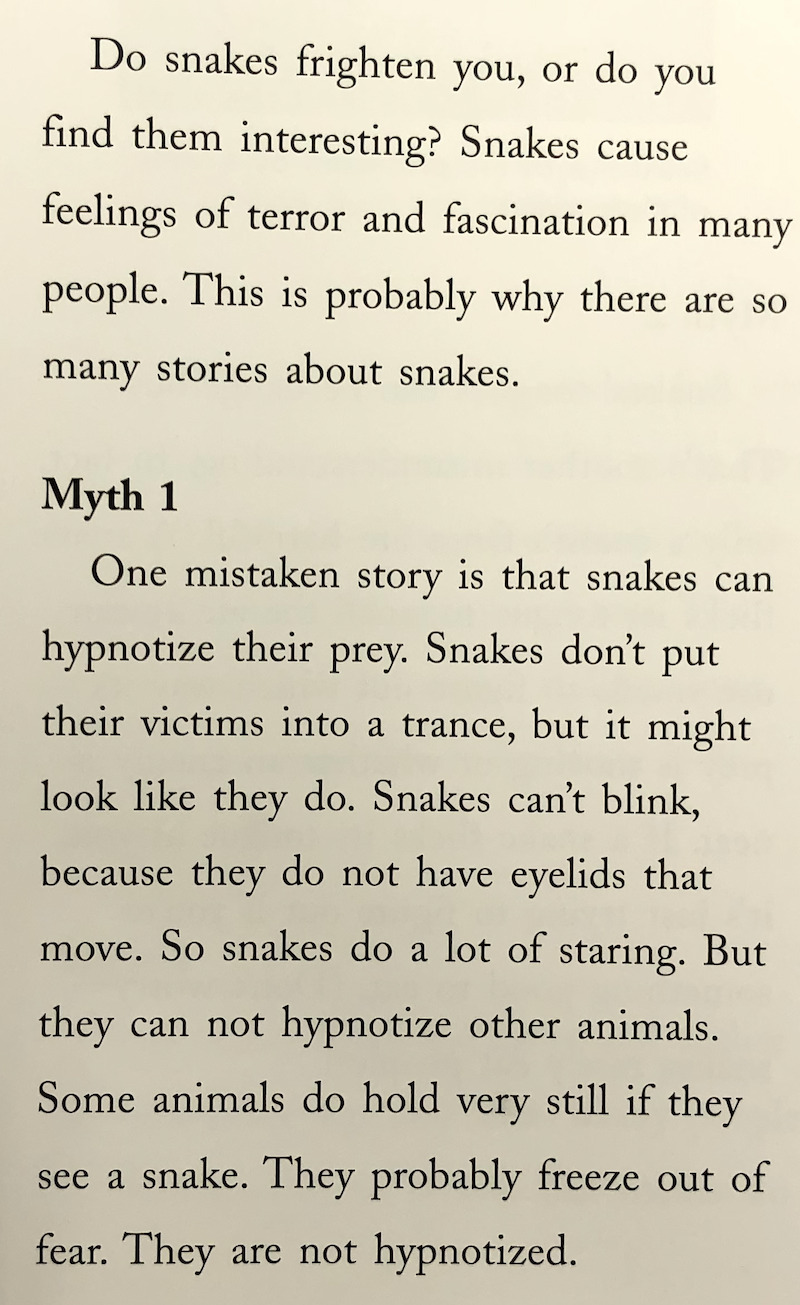 Do snakes frighten you, or do you
find them interesting? Snakes cause
feelings of terror and fascination in many
people. This is probably why there are so
many stories about snakes.
Myth 1
One mistaken story is that snakes can
hypnotize their prey. Snakes don’t put
their victims into a trance, but it might
look like they do. Snakes can’t blink,
because they do not have eyelids that
move. So snakes do a lot of staring. But
they can not hypnotize other animals.
Some animals do hold very still if they
see a snake. They probably freeze out of
fear. They are not hypnotized.